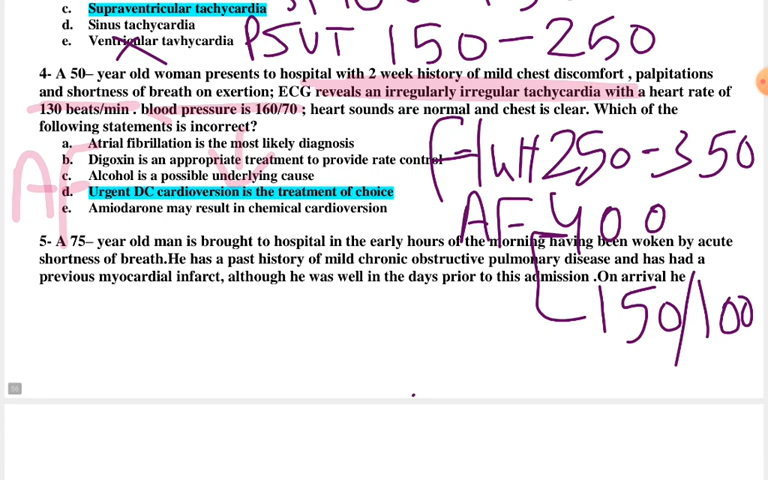 c. Supraventricular tachycardia
d. Sinus tachycardia
e. Ventricular tavhycardia
PSVT 150-250
4- A 50– year old woman presents to hospital with 2 week history of mild chest discomfort , palpitations
and shortness of breath on exertion; ECG reveals an irregularly irregular tachycardia with a heart rate of
130 beats/min . blood pressure is 160/70 ; heart sounds are normal and chest is clear. Which of the
following statements is incorrect?
a. Atrial fibrillation is the most likely diagnosis
b. Digoxin is an appropriate treatment to provide rate control
c. Alcohol is a possible underlying cause
d. Urgent DC cardioversion is the treatment of choice
e. Amiodarone may result in chemical cardioversion
AF
Flutt 250-350
AF 400
150/100
5- A 75– year old man is brought to hospital in the early hours of the morning having been woken by acute
shortness of breath.He has a past history of mild chronic obstructive pulmonary disease and has had a
previous myocardial infarct, although he was well in the days prior to this admission .On arrival he
56